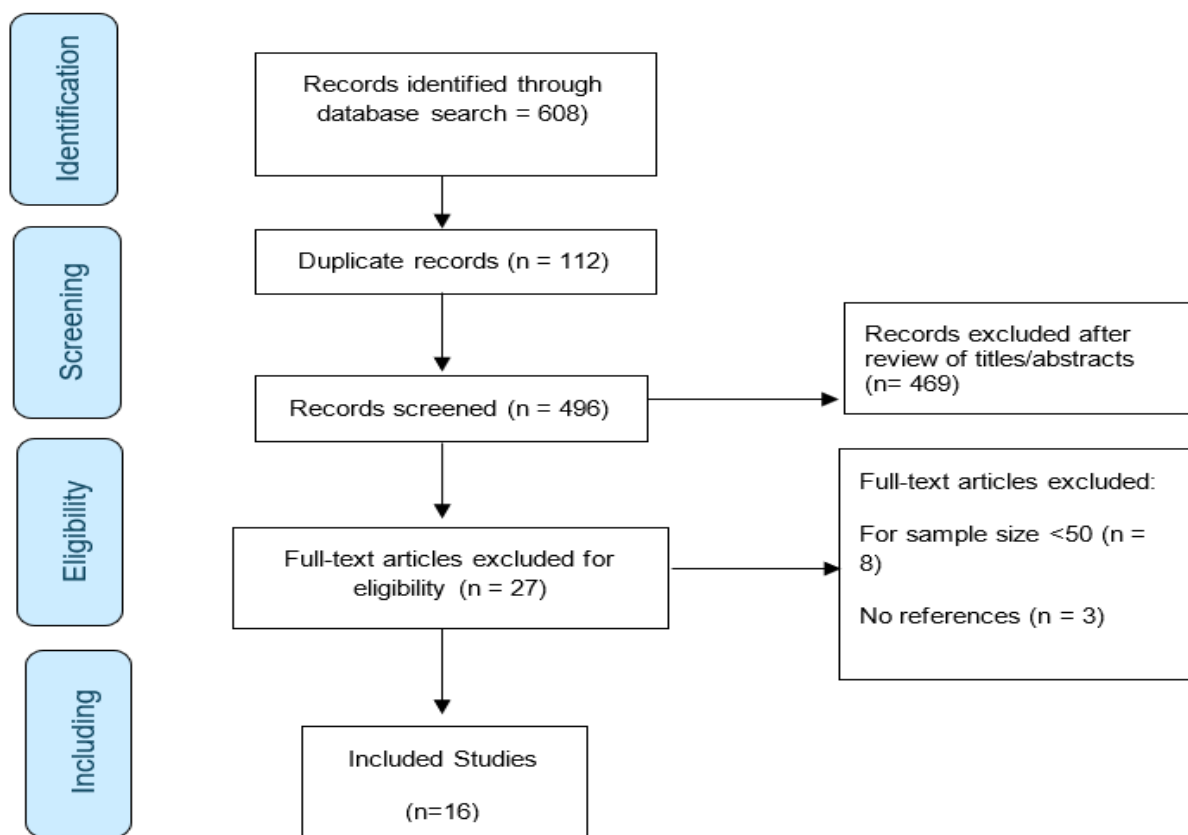 Identification
Records identified through
database search = 608)
Screening
Duplicate records (n = 112)
Records screened (n = 496)
Records excluded after
review of titles/abstracts
(n= 469)
Eligibility
Full-text articles excluded for
eligibility (n = 27)
Full-text articles excluded:
For sample size <50 (n =
8)
No references (n = 3)
Including
Included Studies
(n=16)